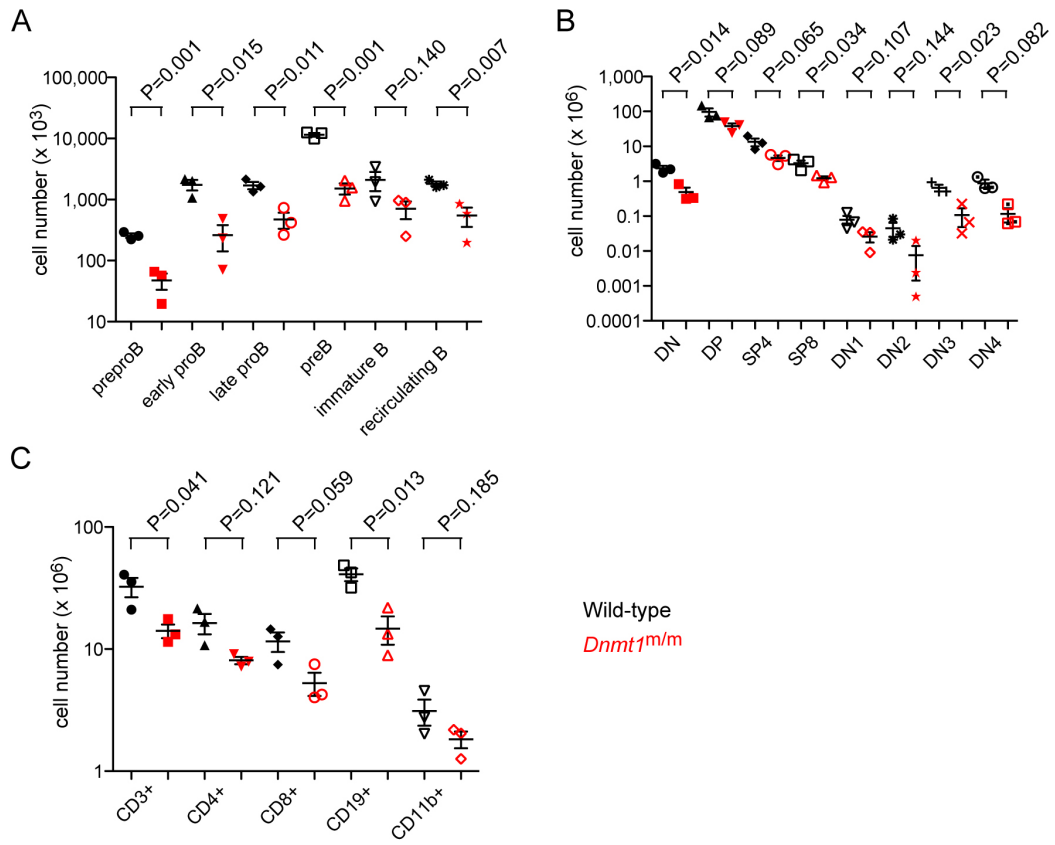 A
P=0.001 P=0.015 P=0.011 P=0.001 P=0.140 P=0.007
cell number (x 10³)
100,000
10,000
1,000
100
10
preproB early proB late proB preB immature B recirculating B
B
P=0.014 P=0.089 P=0.065 P=0.034 P=0.107 P=0.144 P=0.023 P=0.082
cell number (x 10⁶)
1,000
100
10
1
0.1
0.01
0.001
0.0001
DN DP SP4 SP8 DN1 DN2 DN3 DN4
C
P=0.041 P=0.121 P=0.059 P=0.013 P=0.185
cell number (x 10⁶)
100
10
1
CD3+ CD4+ CD8+ CD19+ CD11b+
Wild-type
Dnmt1m/m